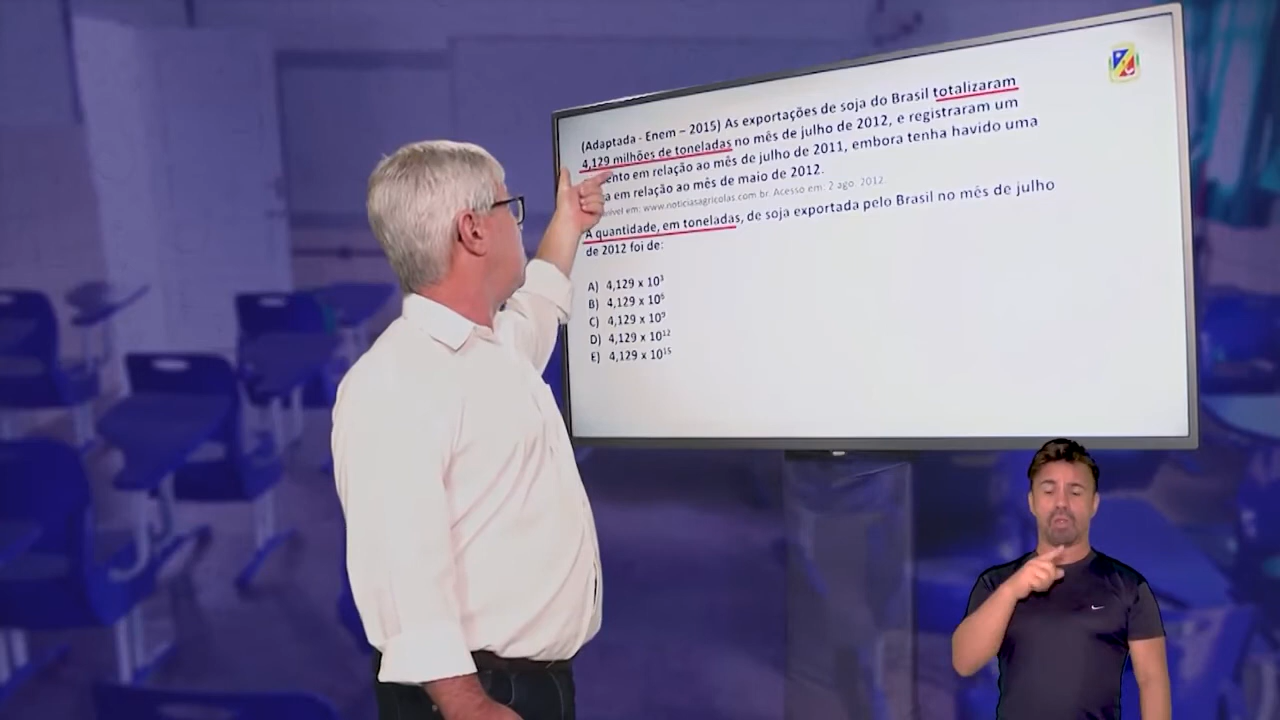 (Adaptada - Enem – 2015) As exportações de soja do Brasil totalizaram
4,129 milhões de toneladas no mês de julho de 2012, e registraram um
em relação ao mês de julho de 2011, embora tenha havido uma
em relação ao mês de maio de 2012.
em: www.noticiasagricolas.com.br. Acesso em: 2 ago. 2012.
A quantidade, em toneladas, de soja exportada pelo Brasil no mês de julho
de 2012 foi de:
A) 4,129 x 10³
B) 4,129 x 10⁶
C) 4,129 x 10⁹
D) 4,129 x 10¹²
E) 4,129 x 10¹⁵